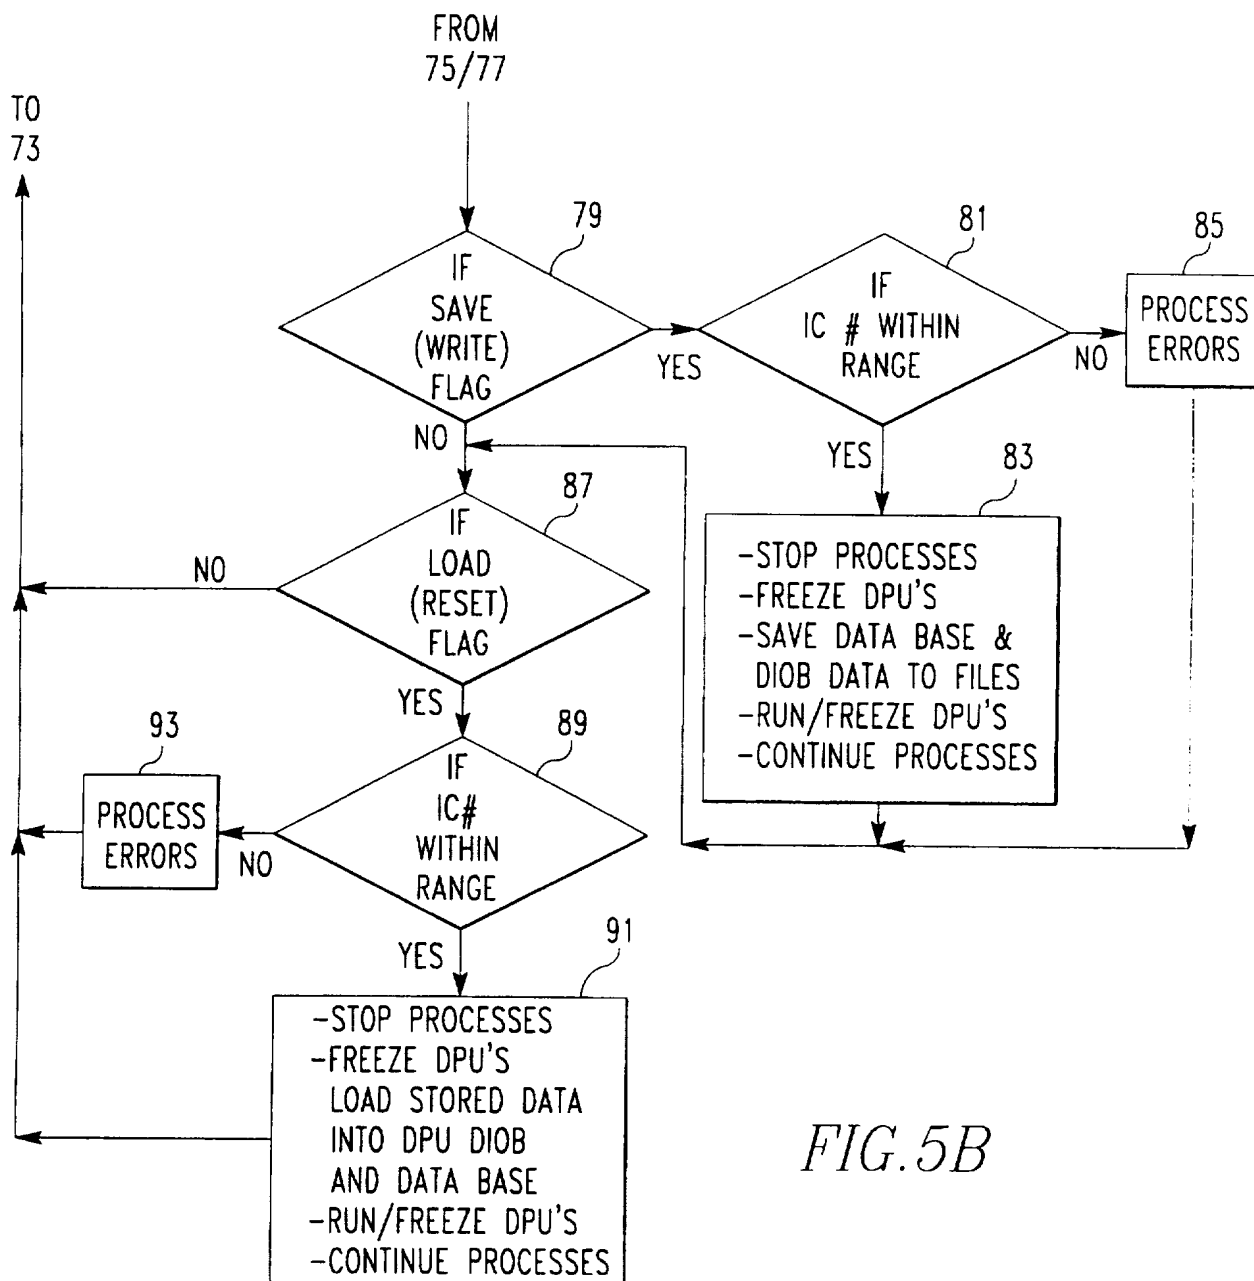 FROM
75/77
TO
73
79
IF
SAVE
(WRITE)
FLAG
YES
NO
81
IF
IC # WITHIN
RANGE
NO
YES
85
PROCESS
ERRORS
83
-STOP PROCESSES
-FREEZE DPU'S
-SAVE DATA BASE &
DIOB DATA TO FILES
-RUN/FREEZE DPU'S
-CONTINUE PROCESSES
87
IF
LOAD
(RESET)
FLAG
NO
YES
89
IF
IC#
WITHIN
RANGE
NO
YES
93
PROCESS
ERRORS
91
-STOP PROCESSES
-FREEZE DPU'S
LOAD STORED DATA
INTO DPU DIOB
AND DATA BASE
-RUN/FREEZE DPU'S
-CONTINUE PROCESSES
FIG.5B